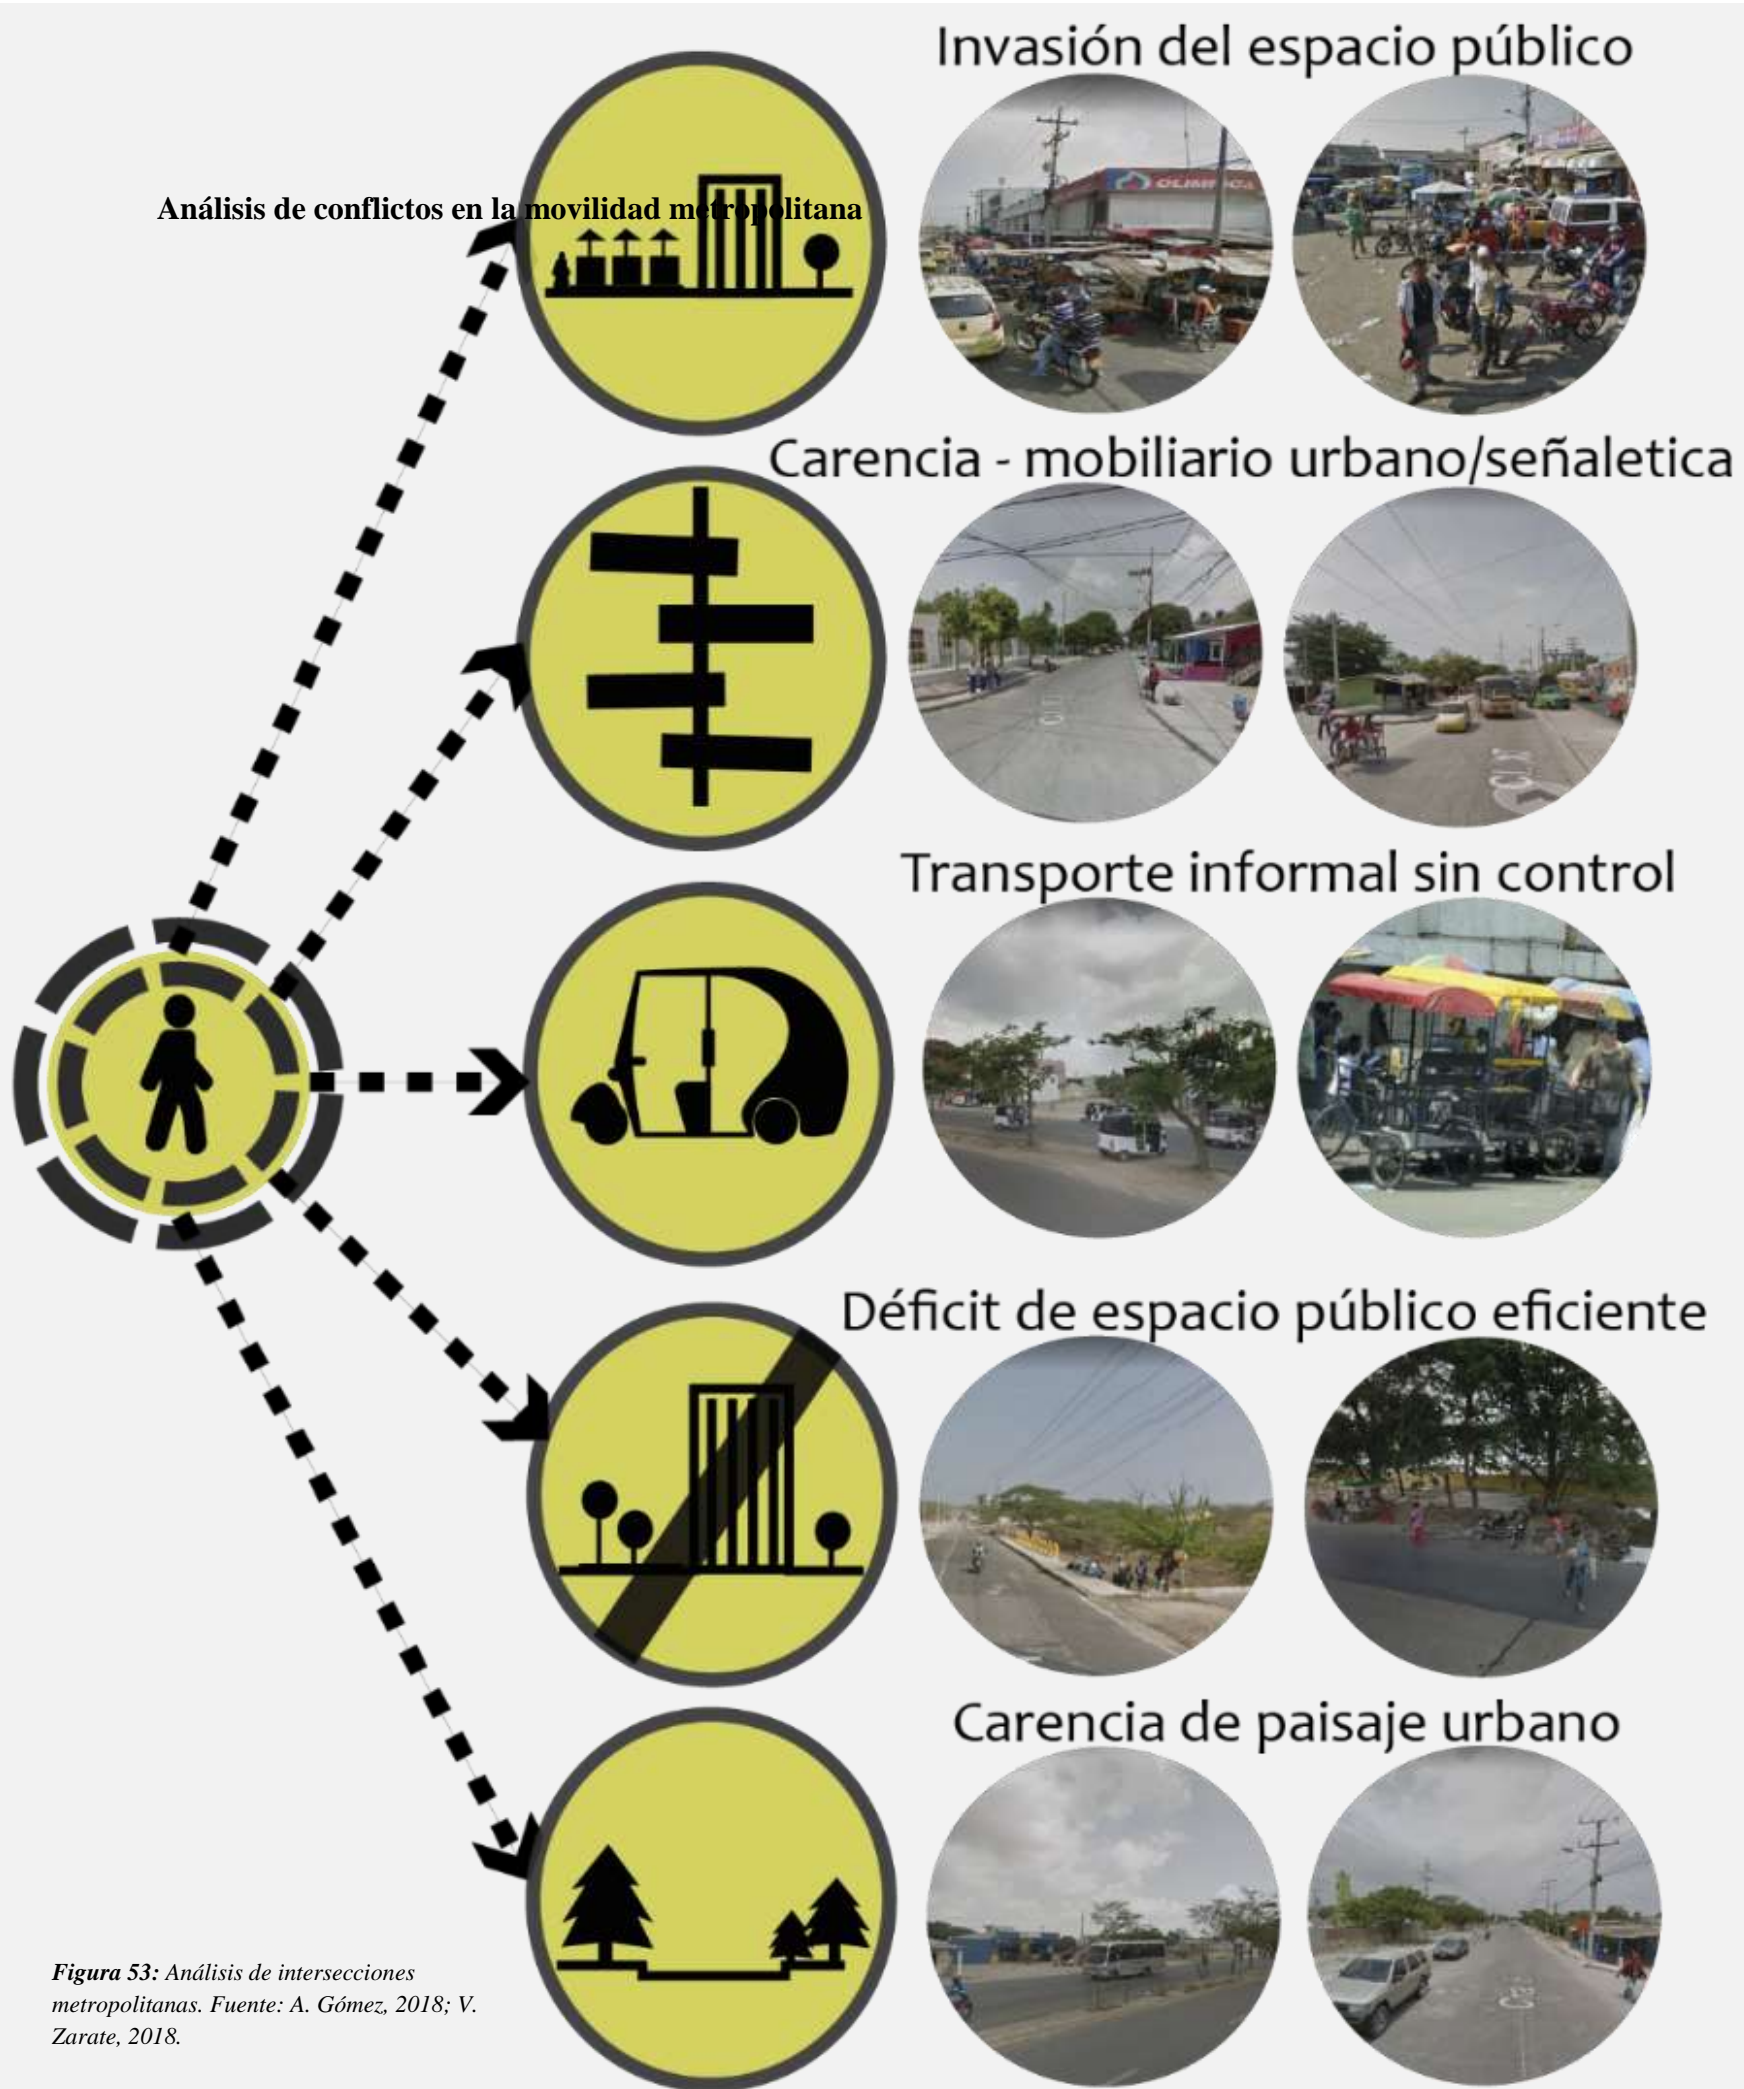 Invasión del espacio público
Análisis de conflictos en la movilidad metropolitana
OLIMPICA
Carencia - mobiliario urbano/señaletica
Transporte informal sin control
Déficit de espacio público eficiente
Carencia de paisaje urbano
Figura 53: Análisis de intersecciones
metropolitanas. Fuente: A. Gómez, 2018; V.
Zarate, 2018.